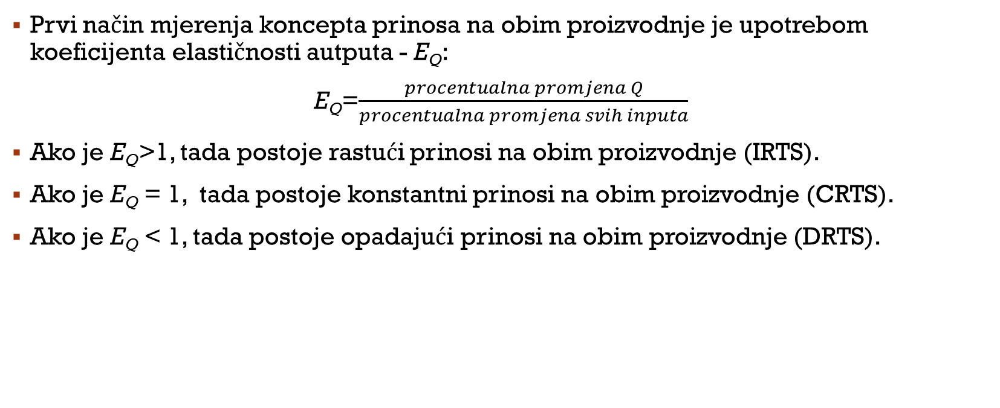 ▪ Prvi način mjerenja koncepta prinosa na obim proizvodnje je upotrebom
koeficijenta elastičnosti autputa - E_Q:
E_Q = procentualna promjena Q / procentualna promjena svih inputa
▪ Ako je E_Q>1, tada postoje rastući prinosi na obim proizvodnje (IRTS).
▪ Ako je E_Q = 1, tada postoje konstantni prinosi na obim proizvodnje (CRTS).
▪ Ako je E_Q < 1, tada postoje opadajući prinosi na obim proizvodnje (DRTS).